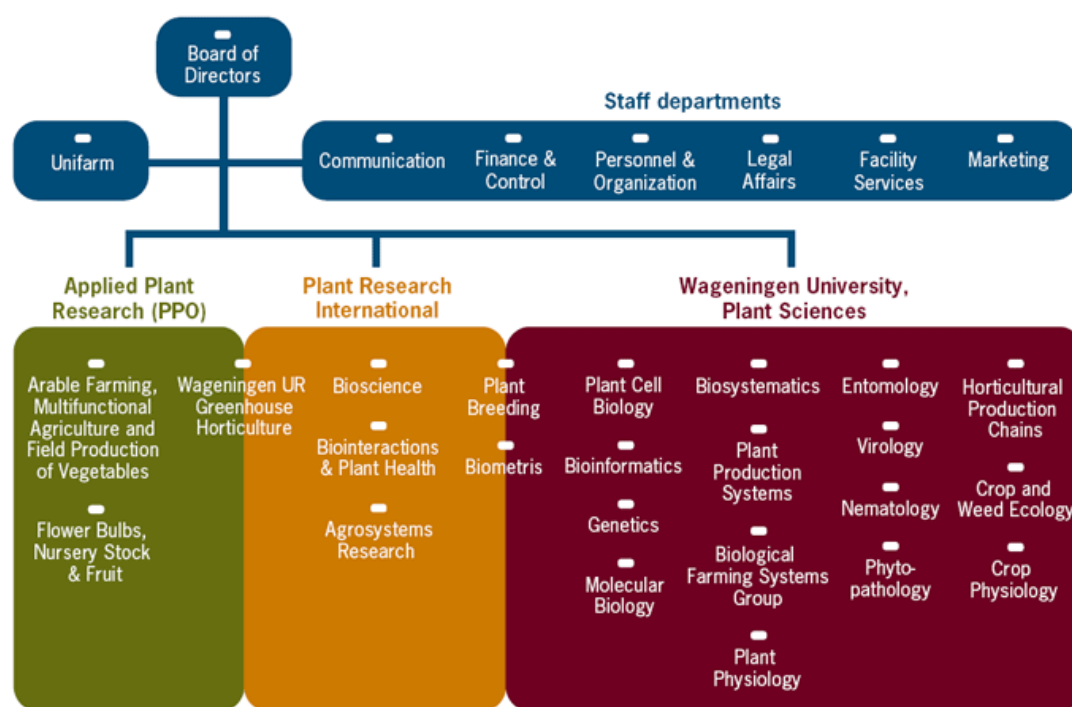 Board of
Directors
Staff departments
Unifarm
Communication
Finance &
Control
Personnel &
Organization
Legal
Affairs
Facility
Services
Marketing
Applied Plant
Research (PPO)
Plant Research
International
Wageningen University,
Plant Sciences
Arable Farming,
Multifunctional
Agriculture and
Field Production
of Vegetables
Flower Bulbs,
Nursery Stock
& Fruit
Wageningen UR
Greenhouse
Horticulture
Bioscience
Biointeractions
& Plant Health
Agrosystems
Research
Plant
Breeding
Biometris
Plant Cell
Biology
Bioinformatics
Genetics
Molecular
Biology
Biosystematics
Plant
Production
Systems
Biological
Farming Systems
Group
Plant
Physiology
Entomology
Virology
Nematology
Phyto-
pathology
Horticultural
Production
Chains
Crop and
Weed Ecology
Crop
Physiology